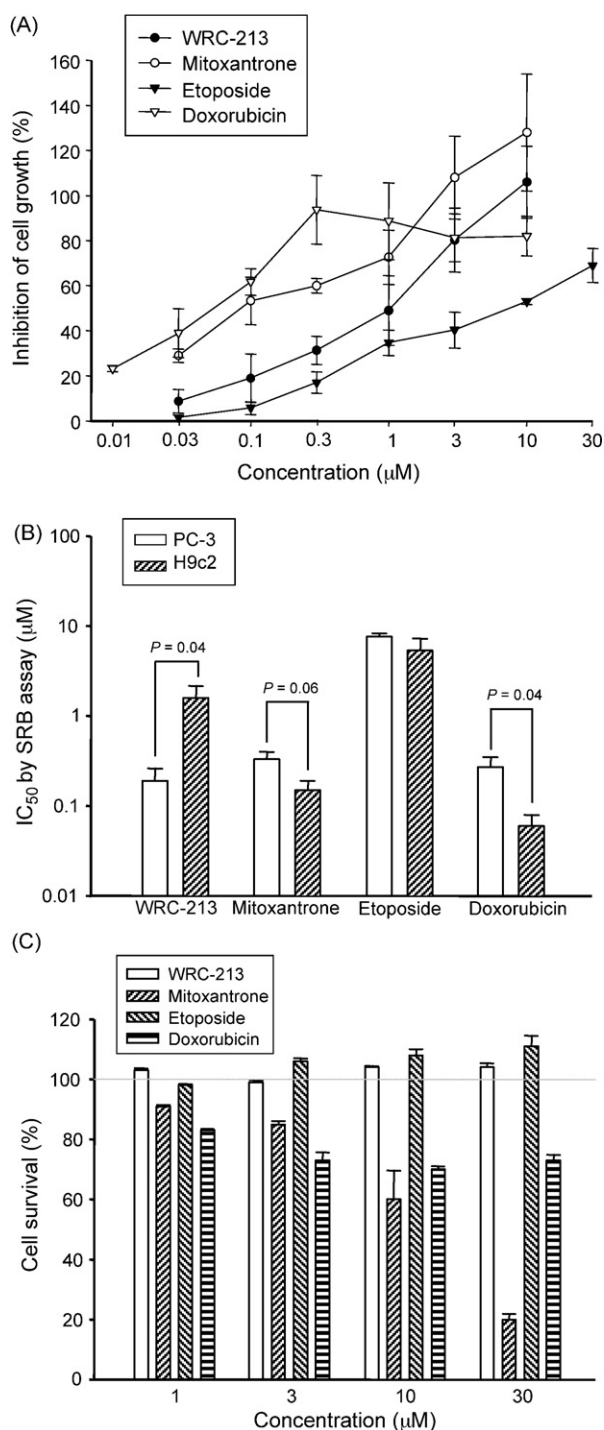 (A)
WRC-213
Mitoxantrone
Etoposide
Doxorubicin
160
140
120
100
80
60
40
20
0
Inhibition of cell growth (%)
0.01 0.03 0.1 0.3 1 3 10 30
Concentration (μM)
(B)
PC-3
H9c2
100
10
1
0.1
0.01
IC50 by SRB assay (μM)
P = 0.04
P = 0.06
P = 0.04
WRC-213 Mitoxantrone Etoposide Doxorubicin
(C)
WRC-213
Mitoxantrone
Etoposide
Doxorubicin
120
100
80
60
40
20
0
Cell survival (%)
1 3 10 30
Concentration (μM)